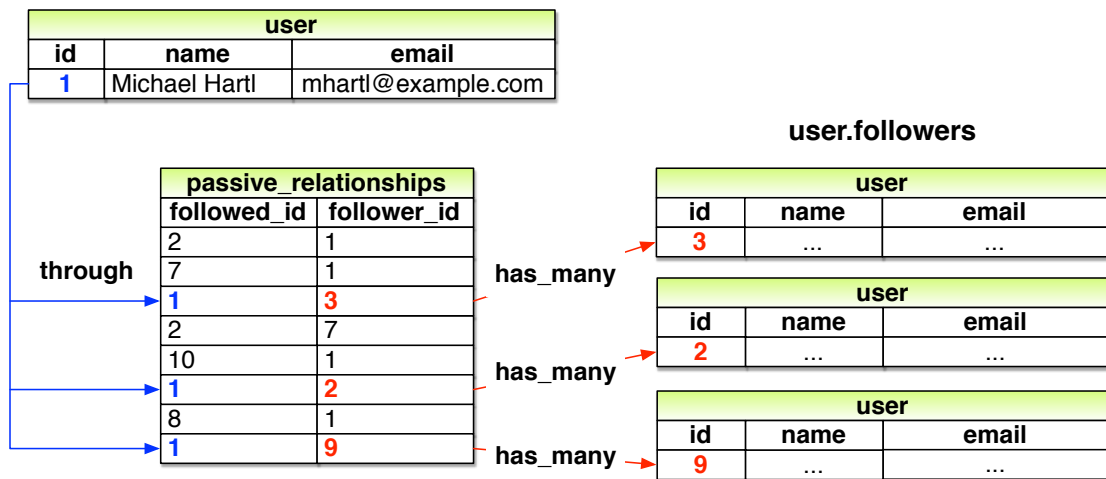 user
id name email
1 Michael Hartl mhartl@example.com
user.followers
passive_relationships
followed_id follower_id
2 1
7 1
1 3
2 7
10 1
1 2
8 1
1 9
through
has_many
has_many
has_many
user
id name email
3 ... ...
user
id name email
2 ... ...
user
id name email
9 ... ...